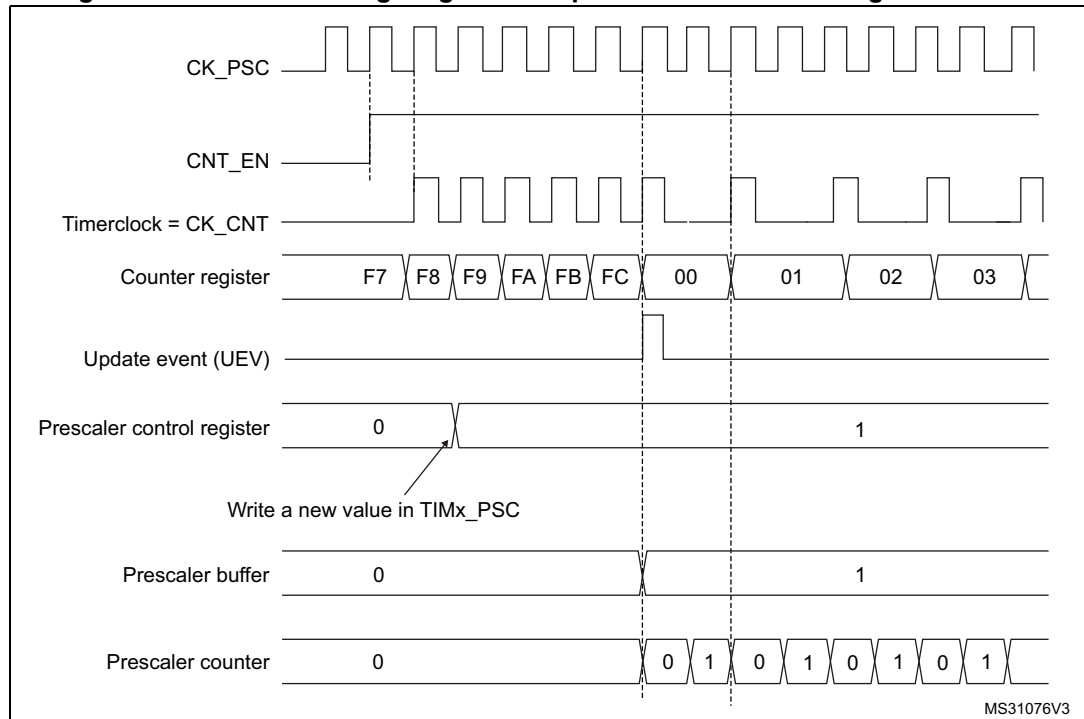 CK_PSC
CNT_EN
Timerclock = CK_CNT
Counter register F7 F8 F9 FA FB FC 00 01 02 03
Update event (UEV)
Prescaler control register 0 1
Write a new value in TIMx_PSC
Prescaler buffer 0 1
Prescaler counter 0 0 1 0 1 0 1 0 1
MS31076V3